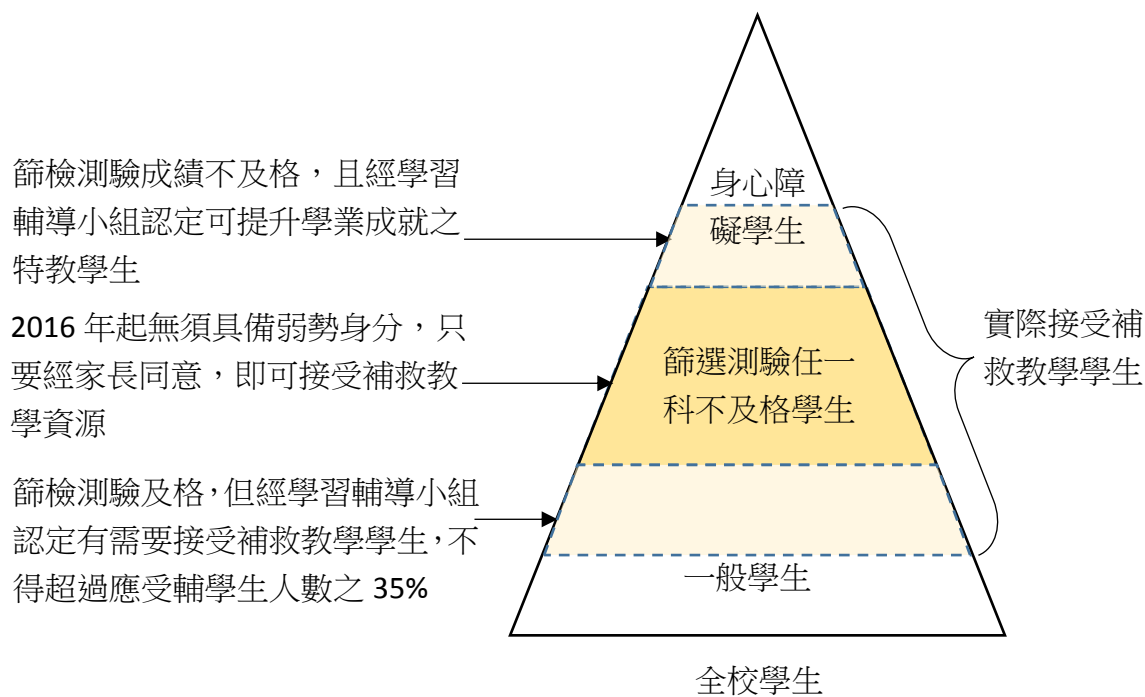 篩檢測驗成績不及格，且經學習
輔導小組認定可提升學業成就之
特教學生
2016 年起無須具備弱勢身分，只
要經家長同意，即可接受補救教
學資源
篩檢測驗及格，但經學習輔導小組
認定有需要接受補救教學學生，不
得超過應受輔學生人數之 35%
身心障
礙學生
篩選測驗任一
科不及格學生
一般學生
實際接受補
救教學學生
全校學生